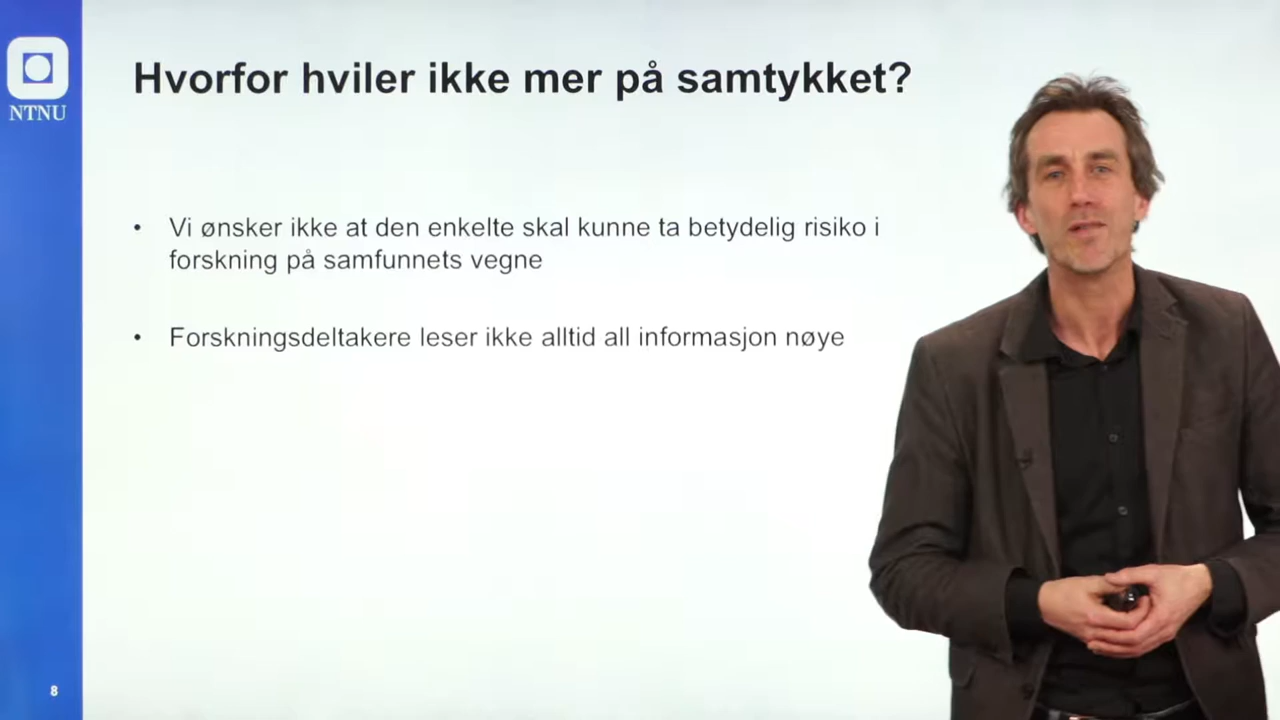 NTNU
Hvorfor hviler ikke mer på samtykket?
• Vi ønsker ikke at den enkelte skal kunne ta betydelig risiko i
forskning på samfunnets vegne
• Forskningsdeltakere leser ikke alltid all informasjon nøye
8